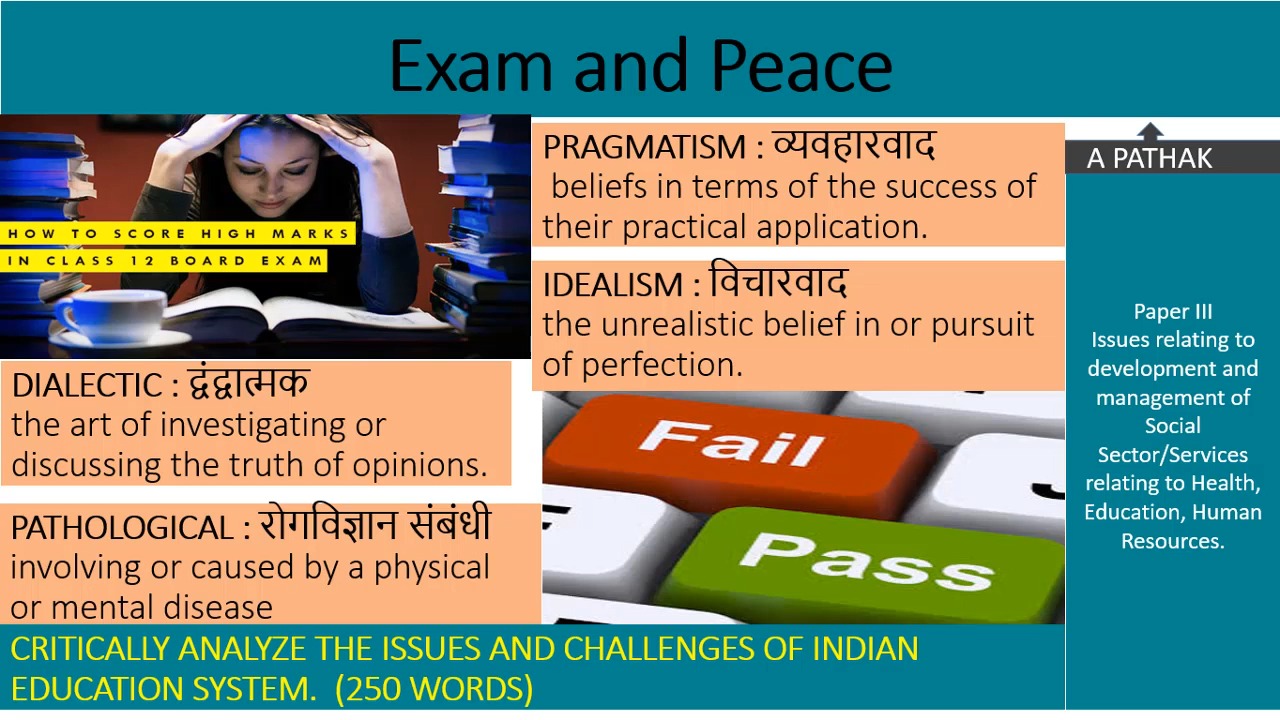 Exam and Peace
HOW TO SCORE HIGH MARKS
IN CLASS 12 BOARD EXAM
PRAGMATISM : व्यवहारवाद
beliefs in terms of the success of
their practical application.
IDEALISM : विचारवाद
the unrealistic belief in or pursuit
of perfection.
DIALECTIC : द्वंद्वात्मक
the art of investigating or
discussing the truth of opinions.
PATHOLOGICAL : रोगविज्ञान संबंधी
involving or caused by a physical
or mental disease
Fail
Pass
CRITICALLY ANALYZE THE ISSUES AND CHALLENGES OF INDIAN
EDUCATION SYSTEM. (250 WORDS)
A PATHAK
Paper III
Issues relating to
development and
management of
Social
Sector/Services
relating to Health,
Education, Human
Resources.